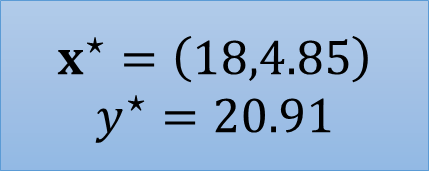 x⋆ = (18,4.85)
y⋆ = 20.91